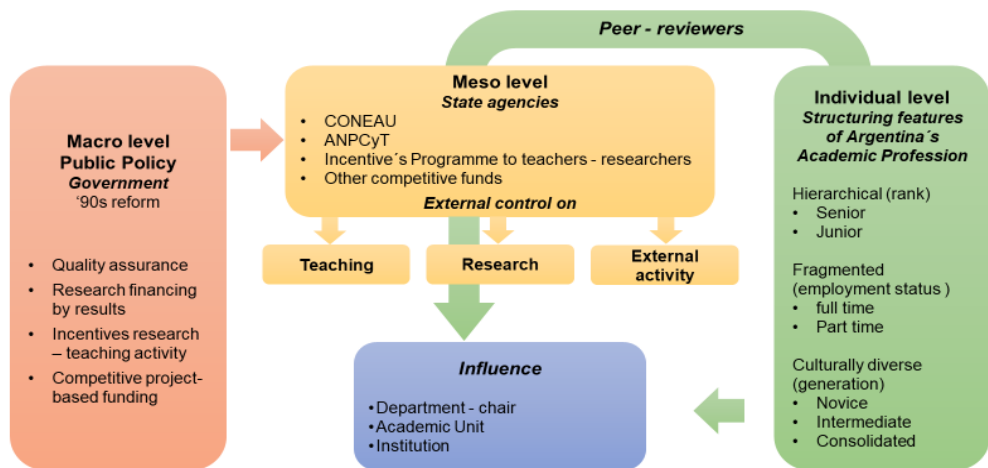 Peer - reviewers
Macro level
Public Policy
Government
‘90s reform
• Quality assurance
• Research financing
by results
• Incentives research
– teaching activity
• Competitive project-
based funding
Meso level
State agencies
• CONEAU
• ANPCyT
• Incentive´s Programme to teachers - researchers
• Other competitive funds
External control on
Teaching
Research
External
activity
Influence
•Department - chair
•Academic Unit
•Institution
Individual level
Structuring features
of Argentina´s
Academic Profession
Hierarchical (rank)
• Senior
• Junior
Fragmented
(employment status )
• full time
• Part time
Culturally diverse
(generation)
• Novice
• Intermediate
• Consolidated